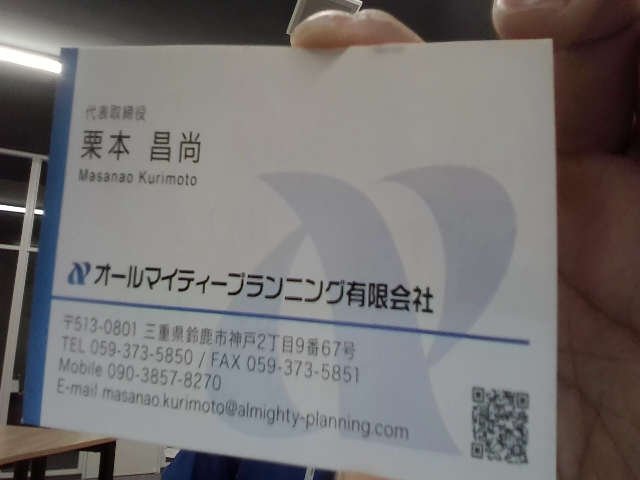 代表取締役
栗本 昌尚
Masanao Kurimoto
オールマイティープランニング有限会社
〒513-0801 三重県鈴鹿市神戸2丁目9番67号
TEL 059-373-5850 / FAX 059-373-5851
Mobile 090-3857-8270
E-mail masanao.kurimoto@almighty-planning.com